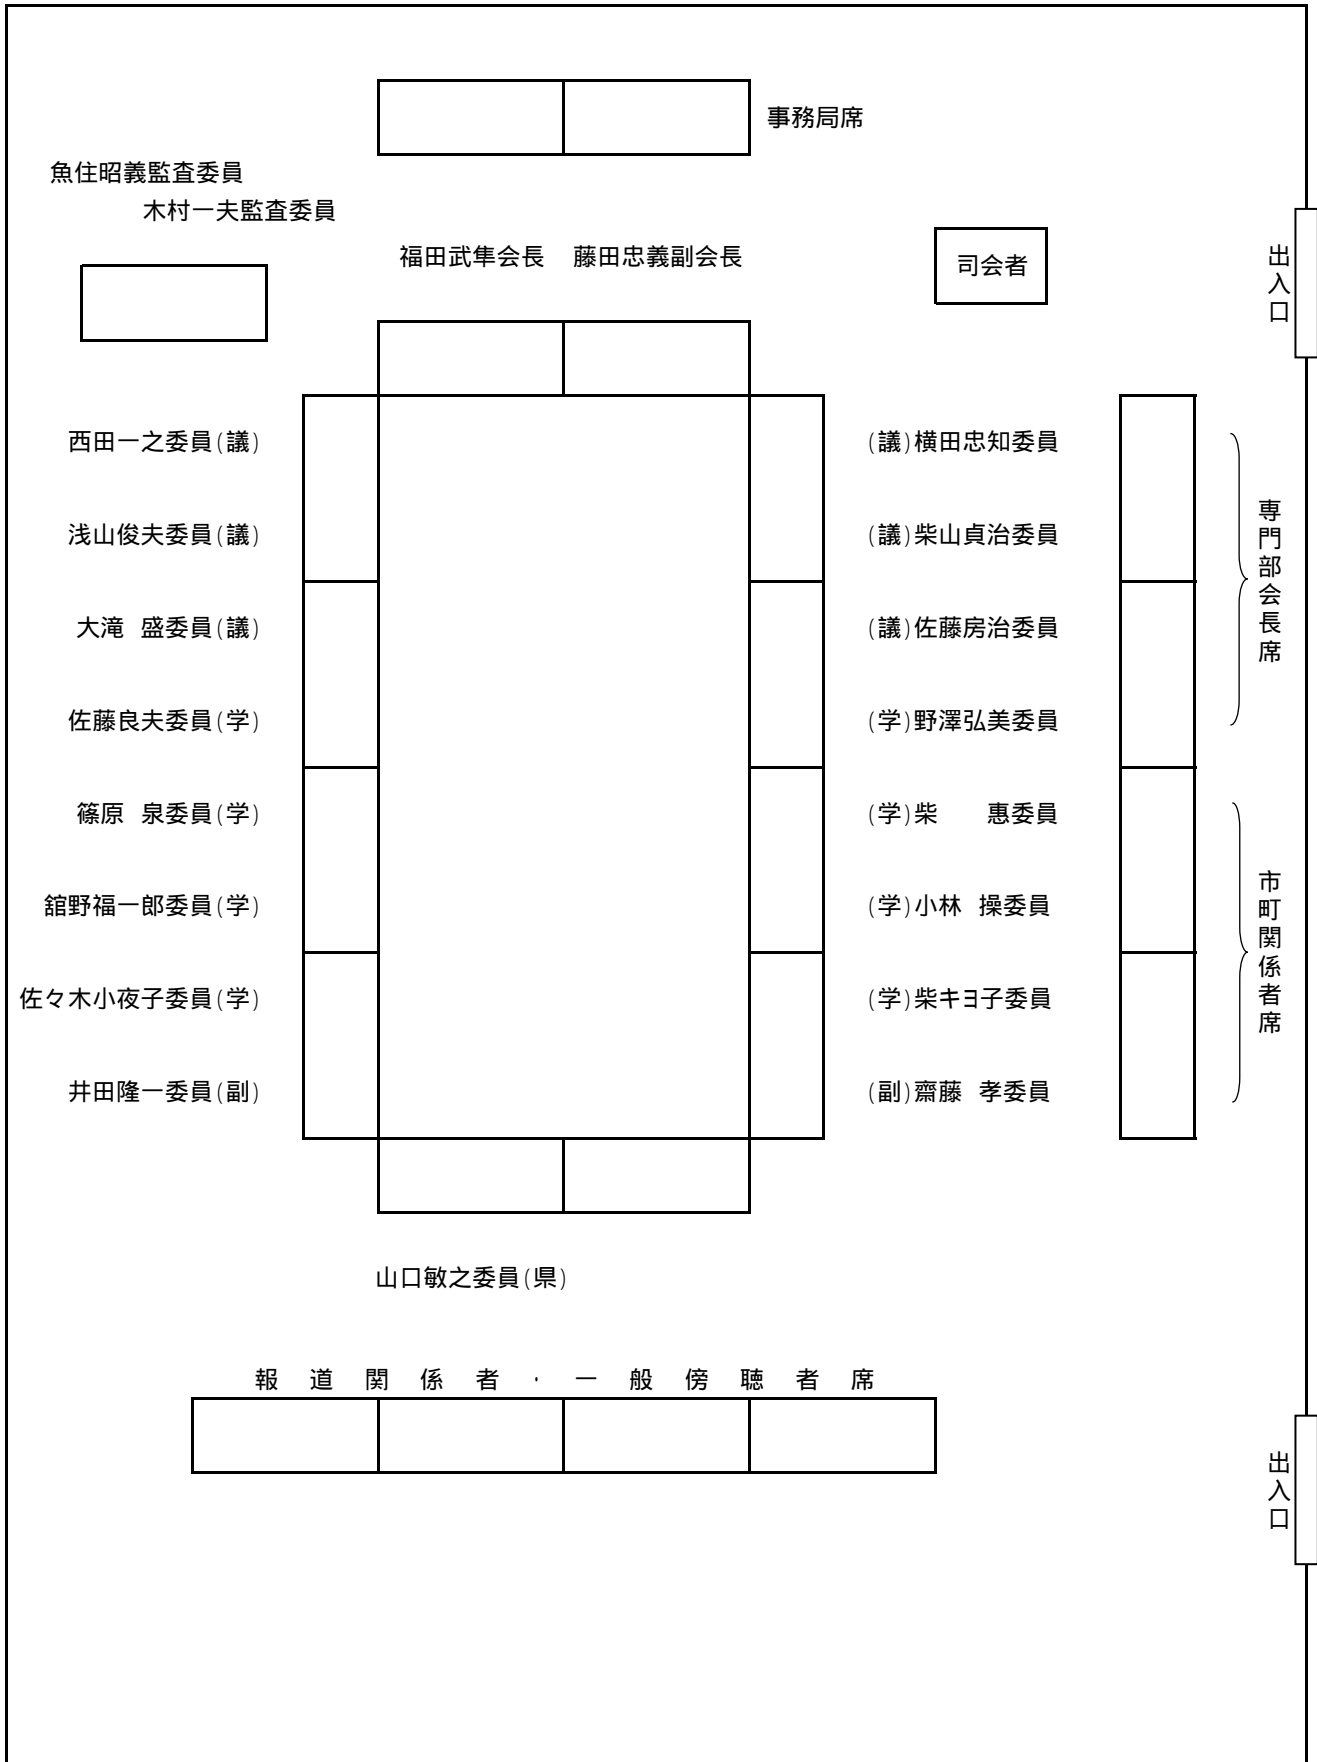 事務局席
魚住昭義監査委員
木村一夫監査委員
福田武隼会長 藤田忠義副会長
司会者
出入口
西田一之委員(議)
(議)横田忠知委員
浅山俊夫委員(議)
(議)柴山貞治委員
大滝 盛委員(議)
(議)佐藤房治委員
専門部会長席
佐藤良夫委員(学)
(学)野澤弘美委員
篠原 泉委員(学)
(学)柴 惠委員
舘野福一郎委員(学)
(学)小林 操委員
市町関係者席
佐々木小夜子委員(学)
(学)柴キヨ子委員
井田隆一委員(副)
(副)齋藤 孝委員
山口敏之委員(県)
報道関係者・一般傍聴者席
出入口